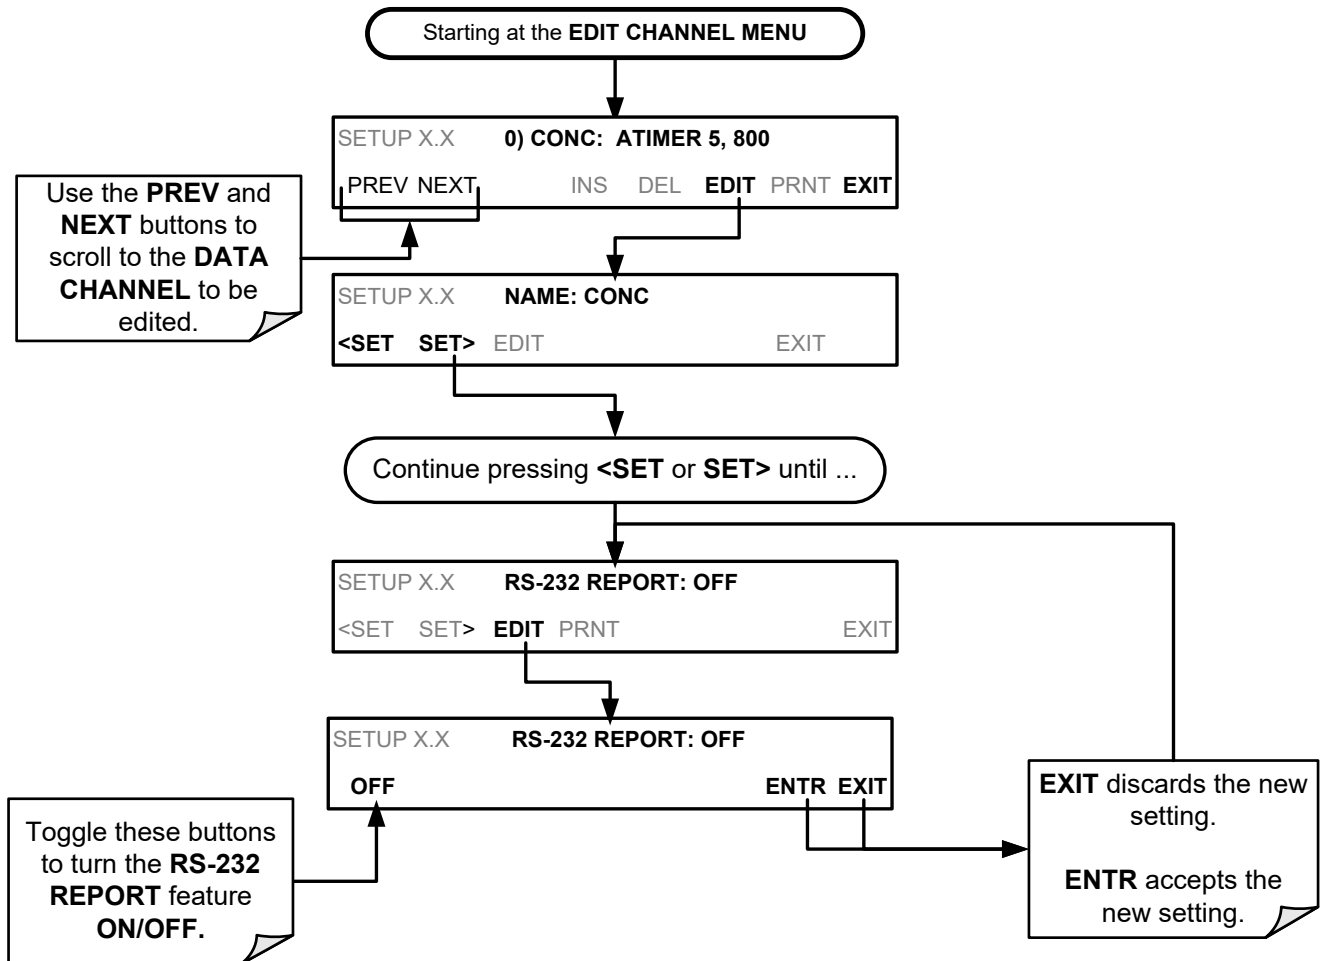 Starting at the EDIT CHANNEL MENU
SETUP X.X 0) CONC: ATIMER 5, 800
PREV NEXT INS DEL EDIT PRNT EXIT
Use the PREV and
NEXT buttons to
scroll to the DATA
CHANNEL to be
edited.
SETUP X.X NAME: CONC
<SET SET> EDIT EXIT
Continue pressing <SET or SET> until ...
SETUP X.X RS-232 REPORT: OFF
<SET SET> EDIT PRNT EXIT
SETUP X.X RS-232 REPORT: OFF
OFF ENTR EXIT
Toggle these buttons
to turn the RS-232
REPORT feature
ON/OFF.
EXIT discards the new
setting.
ENTR accepts the
new setting.